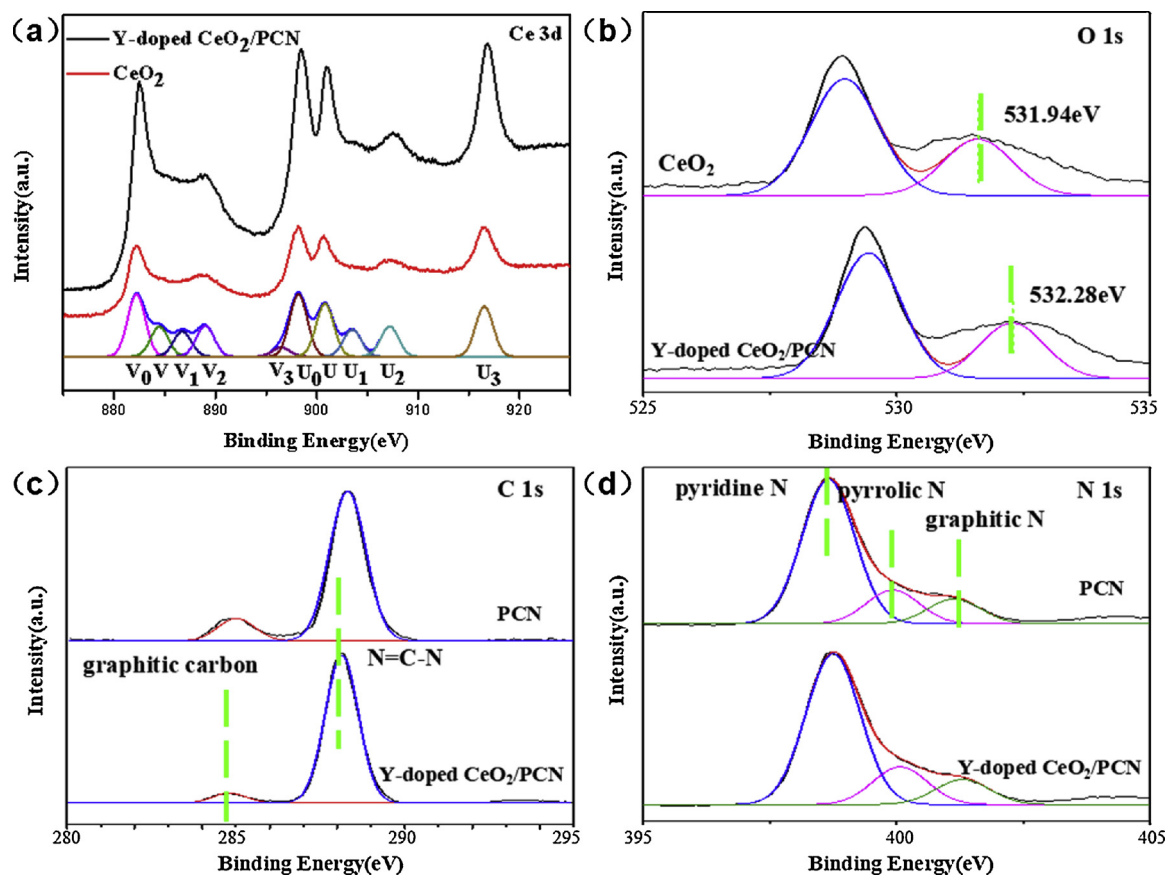 (a)
Y-doped CeO₂/PCN
CeO₂
Ce 3d
Intensity(a.u.)
V₀ V V₁ V₂ V₃ U₀ U U₁ U₂ U₃
880 890 900 910 920
Binding Energy(eV)
(b)
O 1s
531.94eV
CeO₂
532.28eV
Y-doped CeO₂/PCN
Intensity(a.u.)
525 530 535
Binding Energy(eV)
(c)
C 1s
PCN
graphitic carbon
N=C-N
Y-doped CeO₂/PCN
Intensity(a.u.)
280 285 290 295
Binding Energy(eV)
(d)
N 1s
pyridine N
pyrrolic N
graphitic N
PCN
Y-doped CeO₂/PCN
Intensity(a.u.)
395 400 405
Binding Energy(eV)